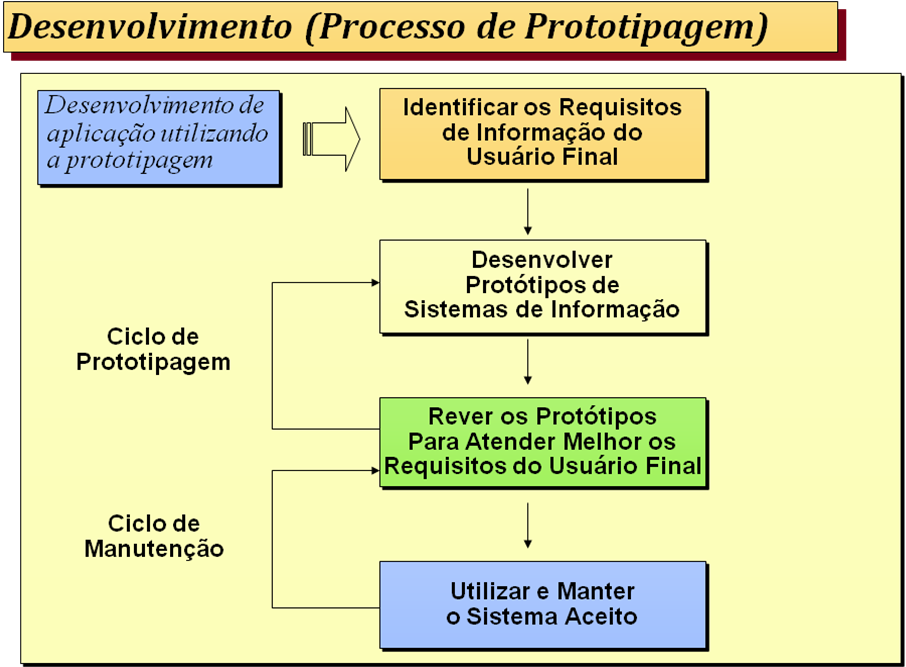 Desenvolvimento (Processo de Prototipagem)
Desenvolvimento de
aplicação utilizando
a prototipagem
Identificar os Requisitos
de Informação do
Usuário Final
Desenvolver
Protótipos de
Sistemas de Informação
Ciclo de
Prototipagem
Rever os Protótipos
Para Atender Melhor os
Requisitos do Usuário Final
Ciclo de
Manutenção
Utilizar e Manter
o Sistema Aceito